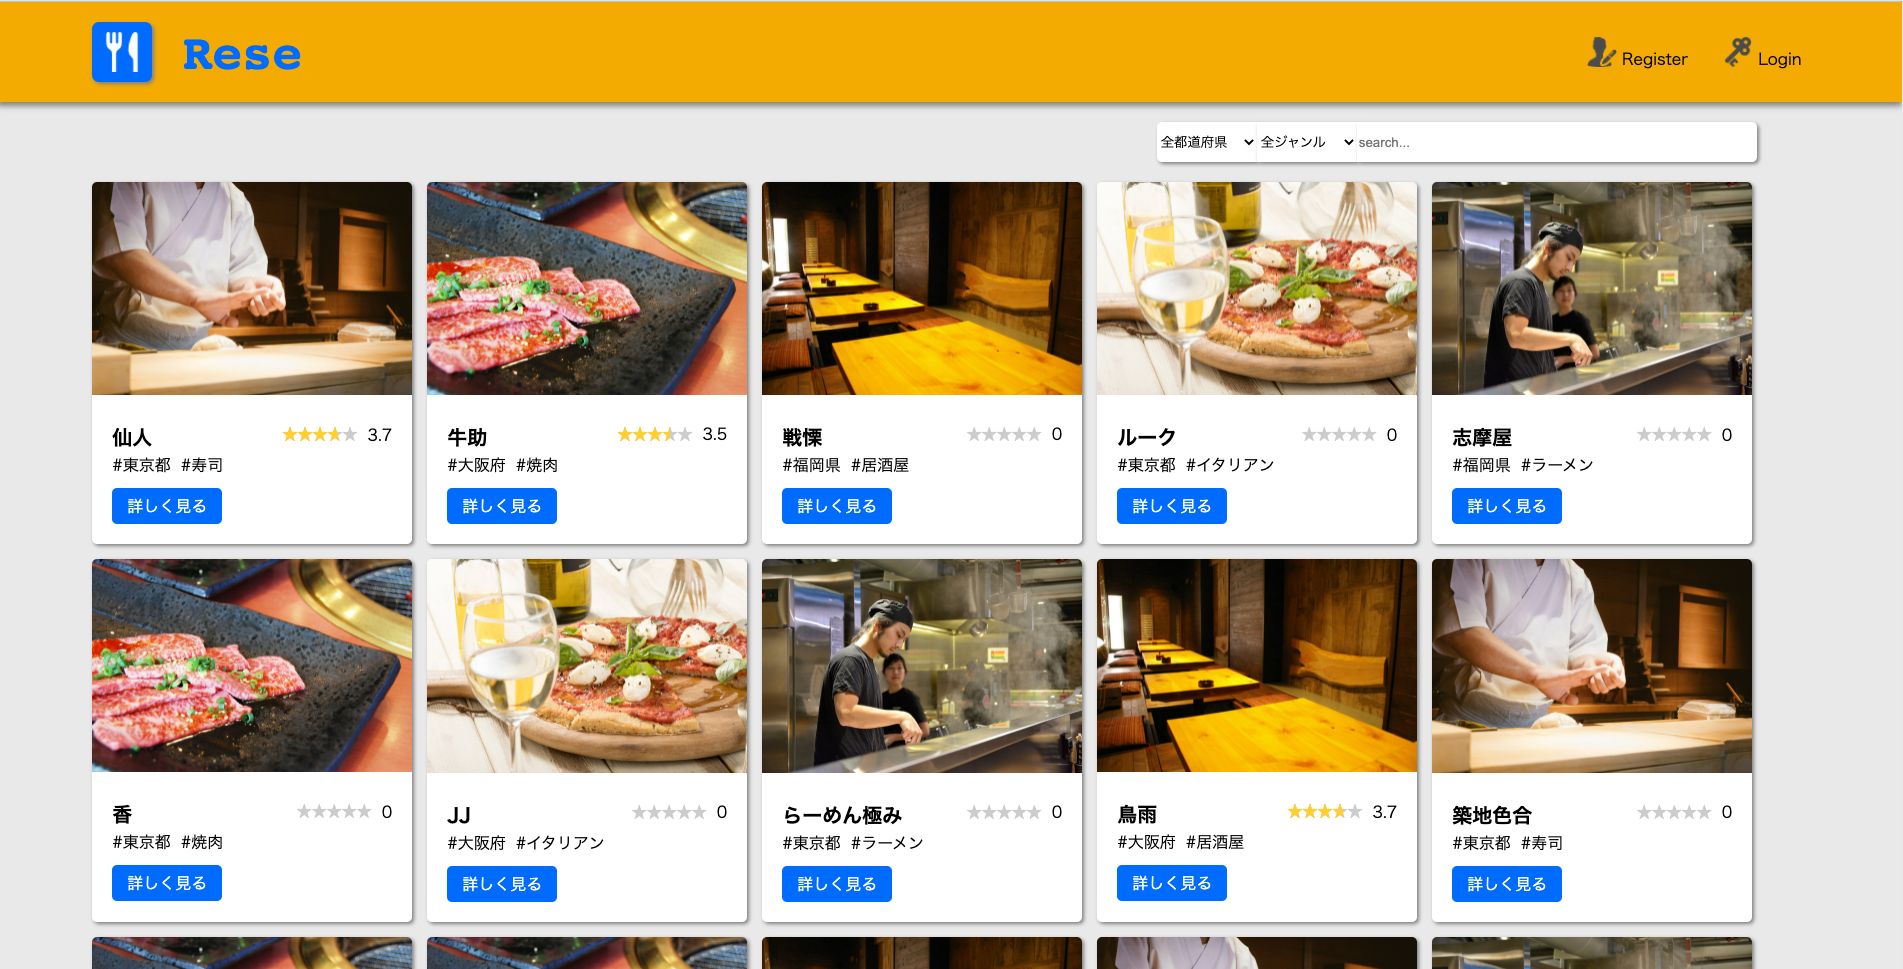 Rese
Register
Login
全都道府県
全ジャンル
search...
仙人
3.7
#東京都 #寿司
詳しく見る
牛助
3.5
#大阪府 #焼肉
詳しく見る
戦慄
0
#福岡県 #居酒屋
詳しく見る
ルーク
0
#東京都 #イタリアン
詳しく見る
志摩屋
0
#福岡県 #ラーメン
詳しく見る
香
0
#東京都 #焼肉
詳しく見る
JJ
0
#大阪府 #イタリアン
詳しく見る
らーめん極み
0
#東京都 #ラーメン
詳しく見る
鳥雨
3.7
#大阪府 #居酒屋
詳しく見る
築地色合
0
#東京都 #寿司
詳しく見る